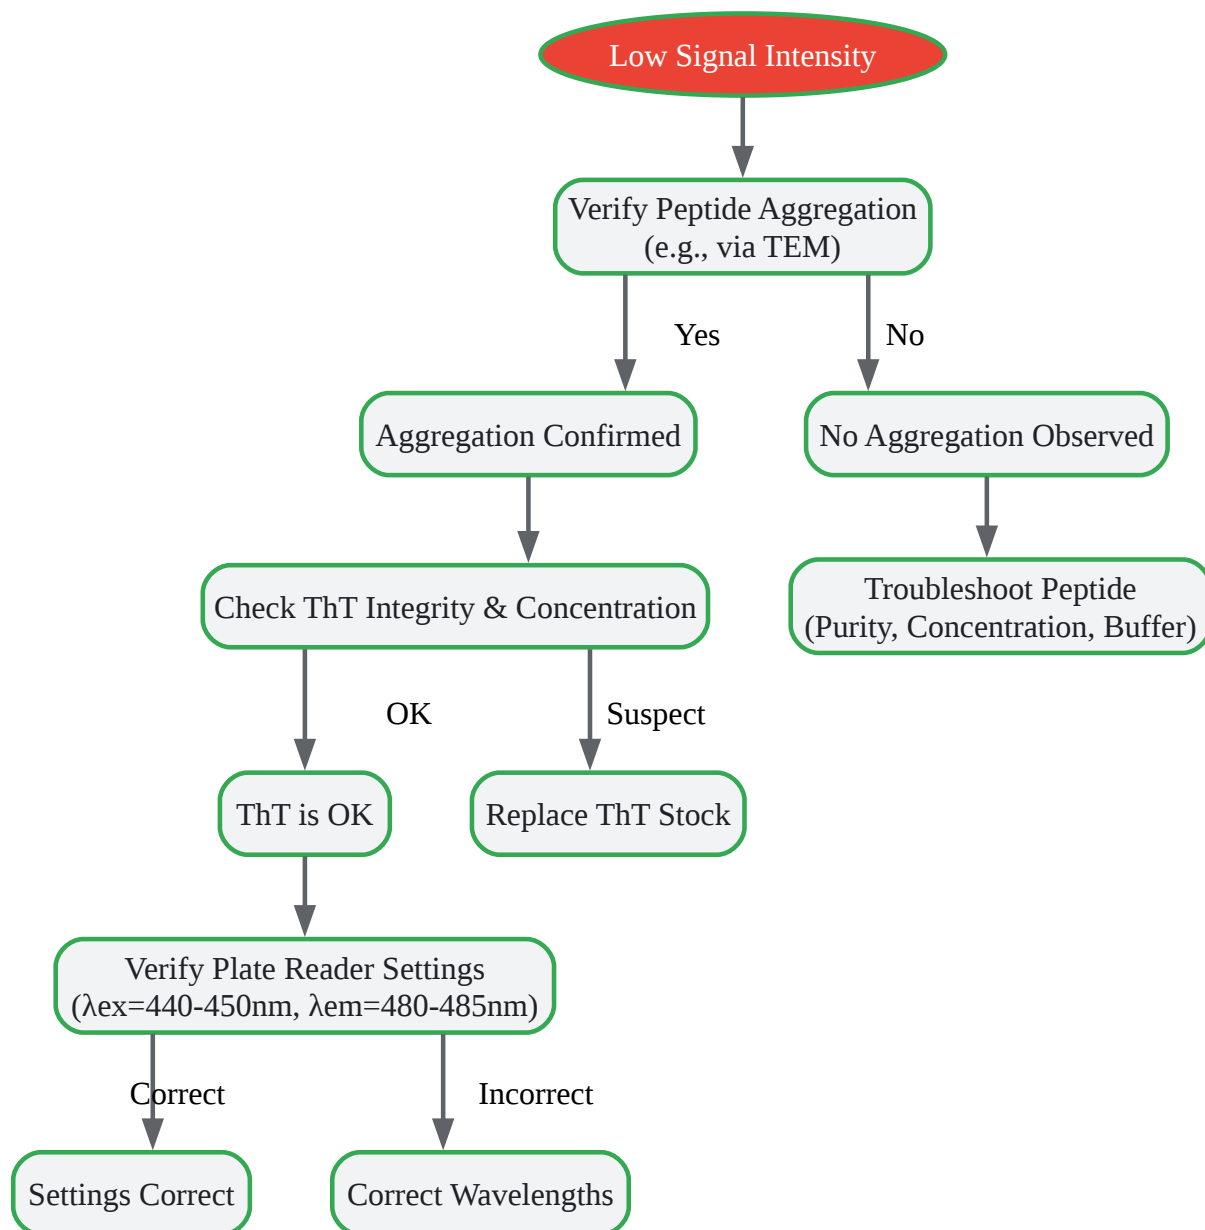 Low Signal Intensity
Verify Peptide Aggregation
(e.g., via TEM)
Yes
No
Aggregation Confirmed
No Aggregation Observed
Check ThT Integrity & Concentration
Troubleshoot Peptide
(Purity, Concentration, Buffer)
OK
Suspect
ThT is OK
Replace ThT Stock
Verify Plate Reader Settings
(λex=440-450nm, λem=480-485nm)
Correct
Incorrect
Settings Correct
Correct Wavelengths